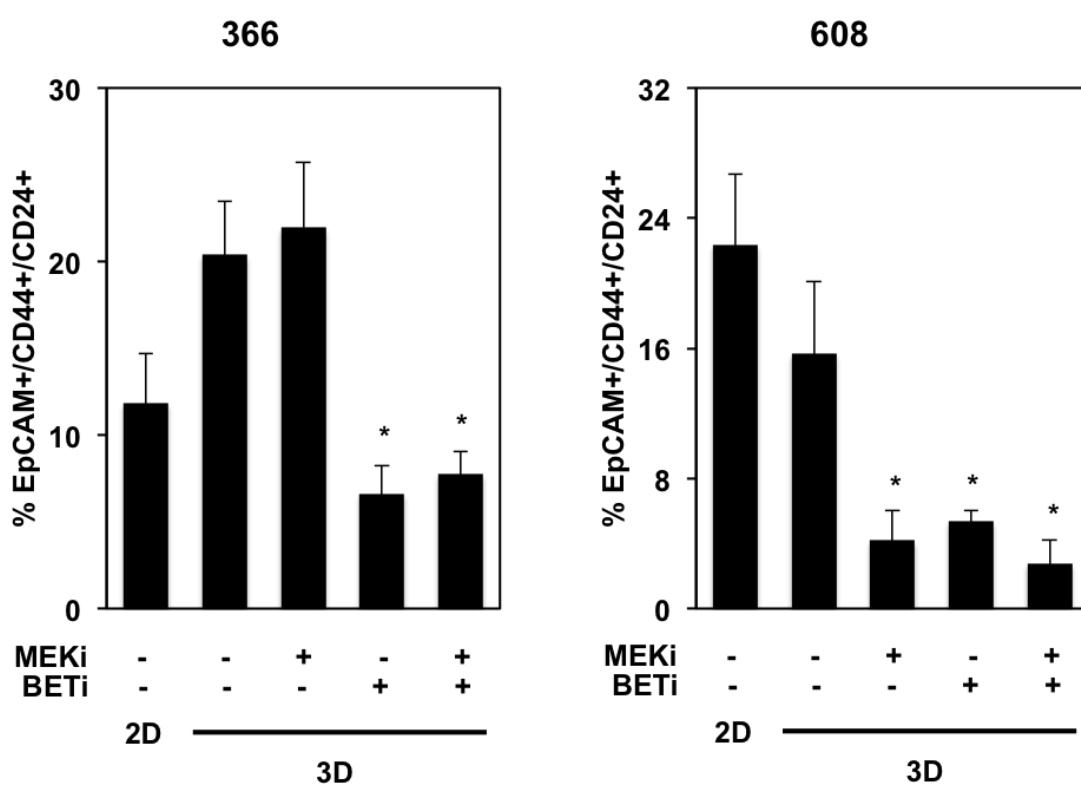 366
30
20
10
0
% EpCAM+/CD44+/CD24+
* *
MEKi - - + - +
BETi - - - + +
2D
3D
608
32
24
16
8
0
% EpCAM+/CD44+/CD24+
* * *
MEKi - - + - +
BETi - - - + +
2D
3D